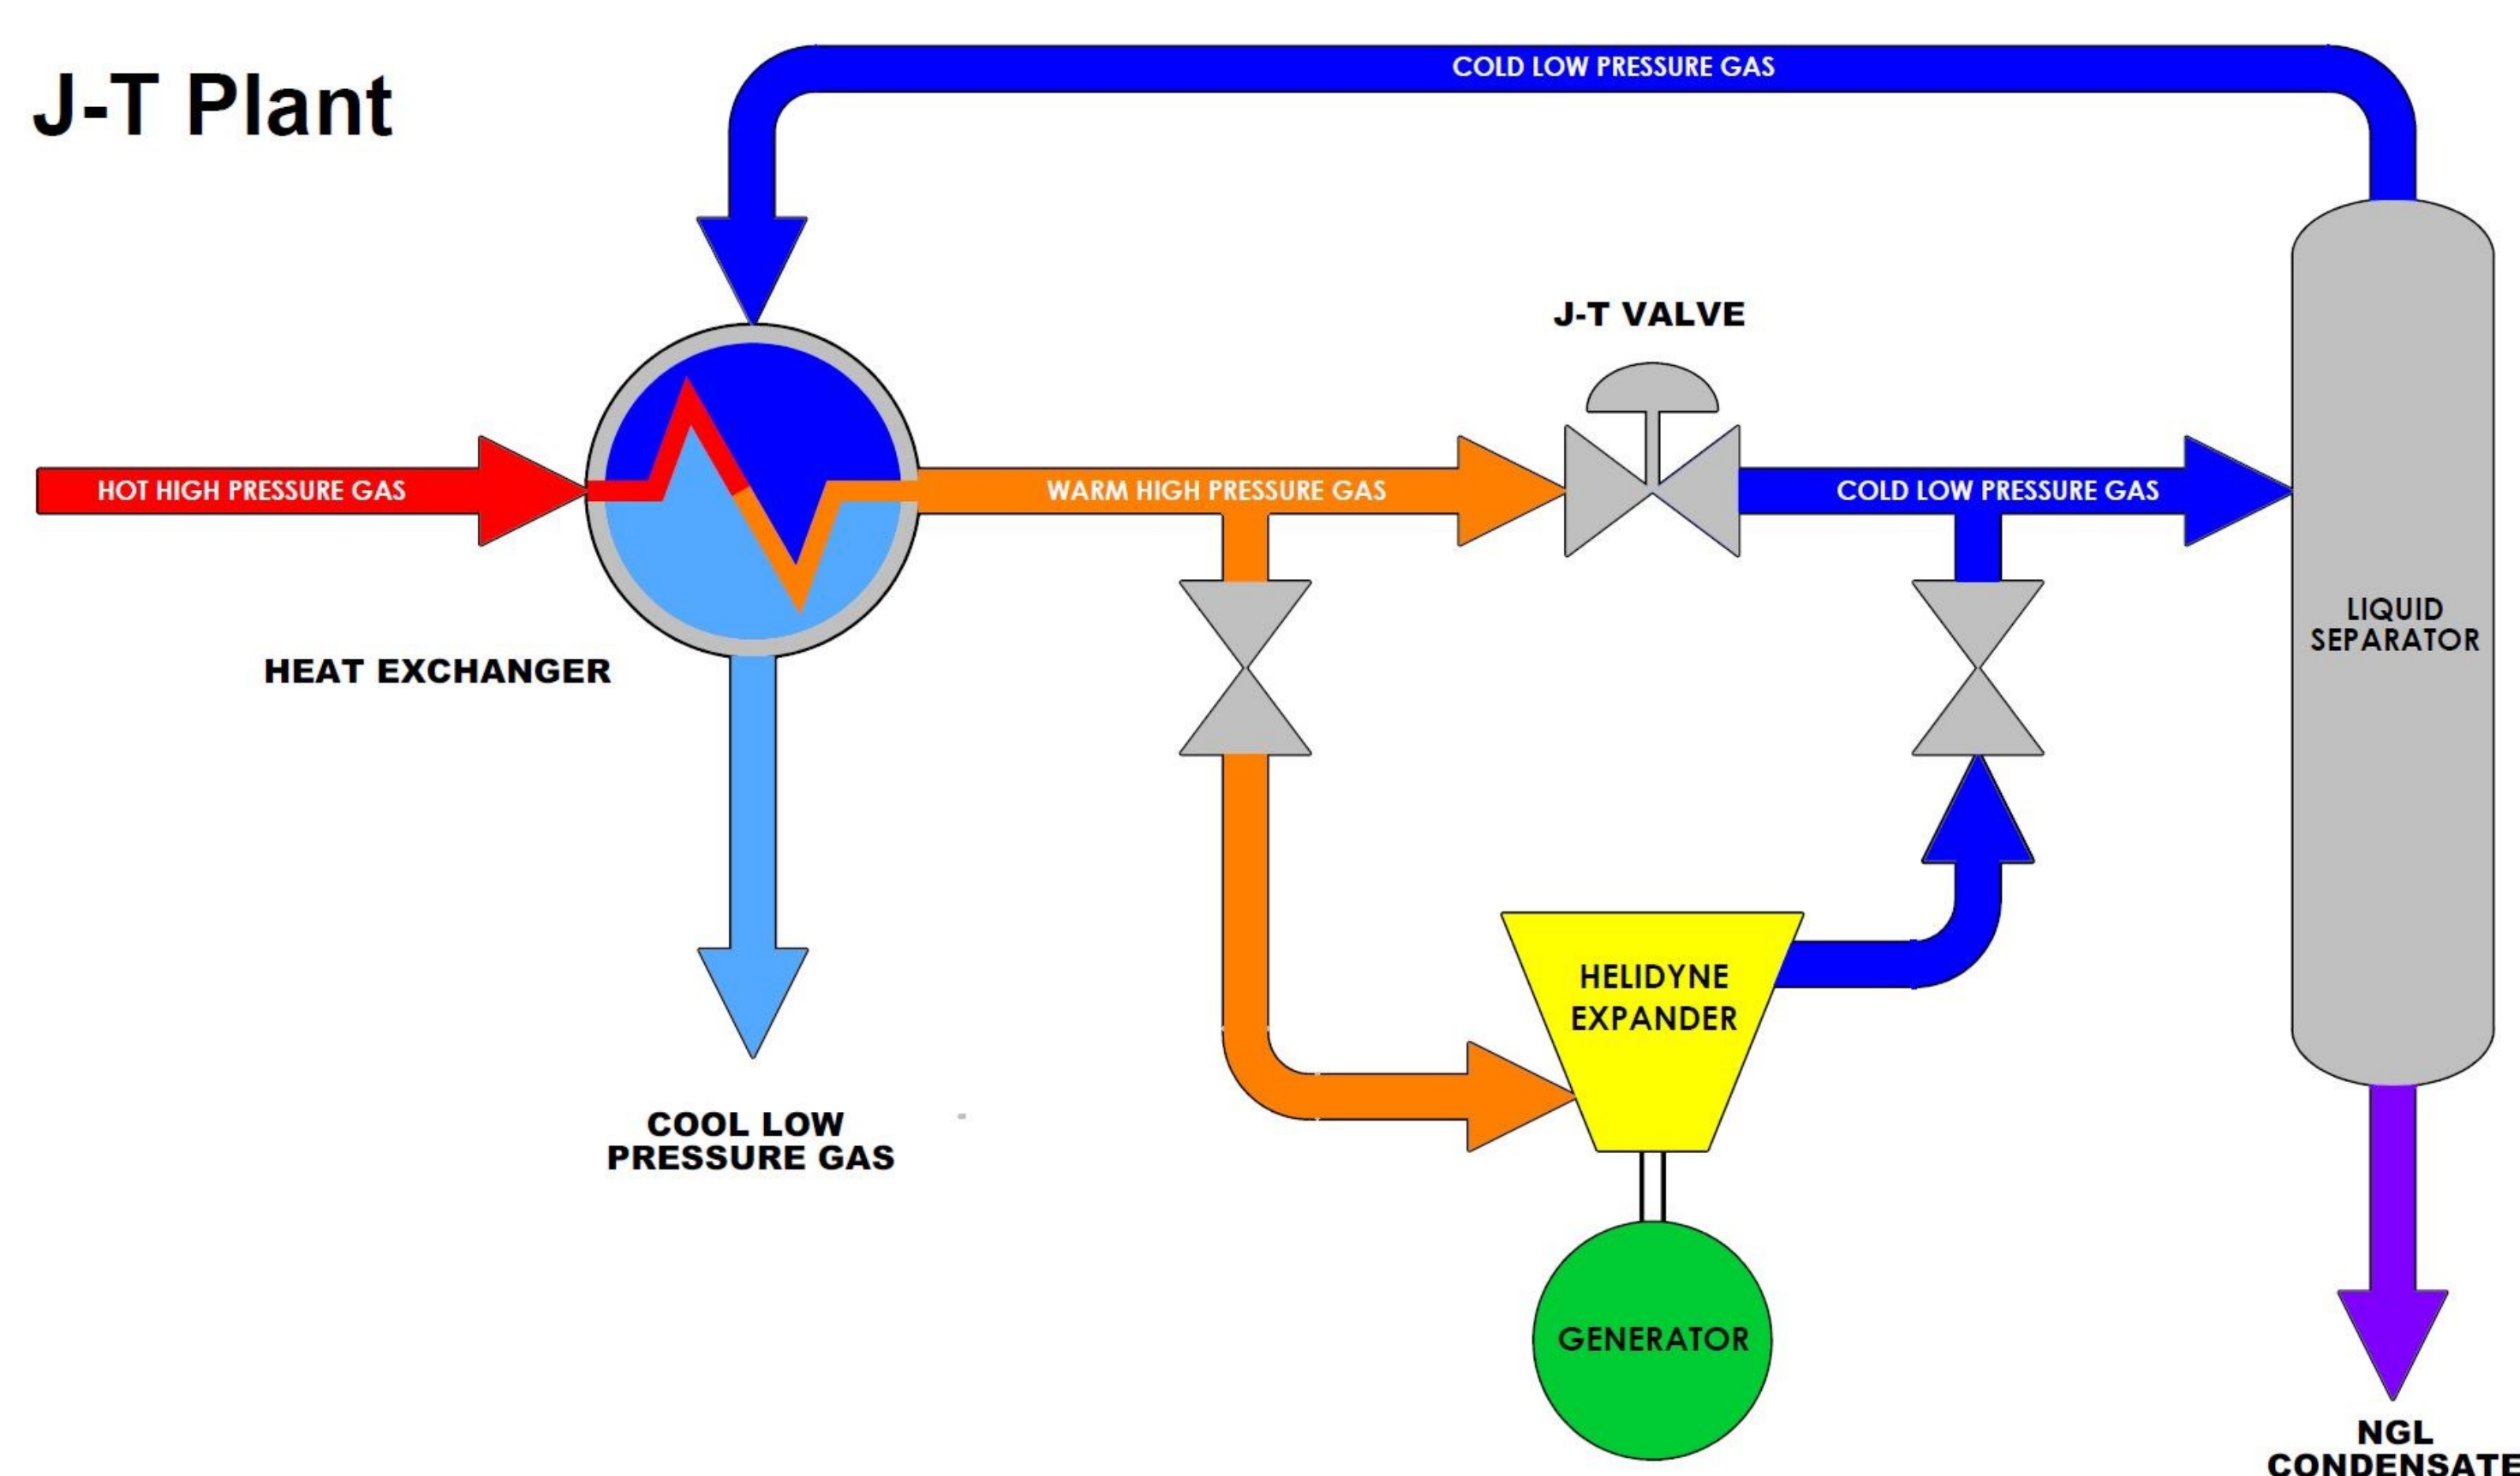 J-T Plant
COLD LOW PRESSURE GAS
J-T VALVE
HOT HIGH PRESSURE GAS
WARM HIGH PRESSURE GAS
COLD LOW PRESSURE GAS
LIQUID
SEPARATOR
HEAT EXCHANGER
HELIDYNE
EXPANDER
COOL LOW
PRESSURE GAS
GENERATOR
NGL
CONDENSATE